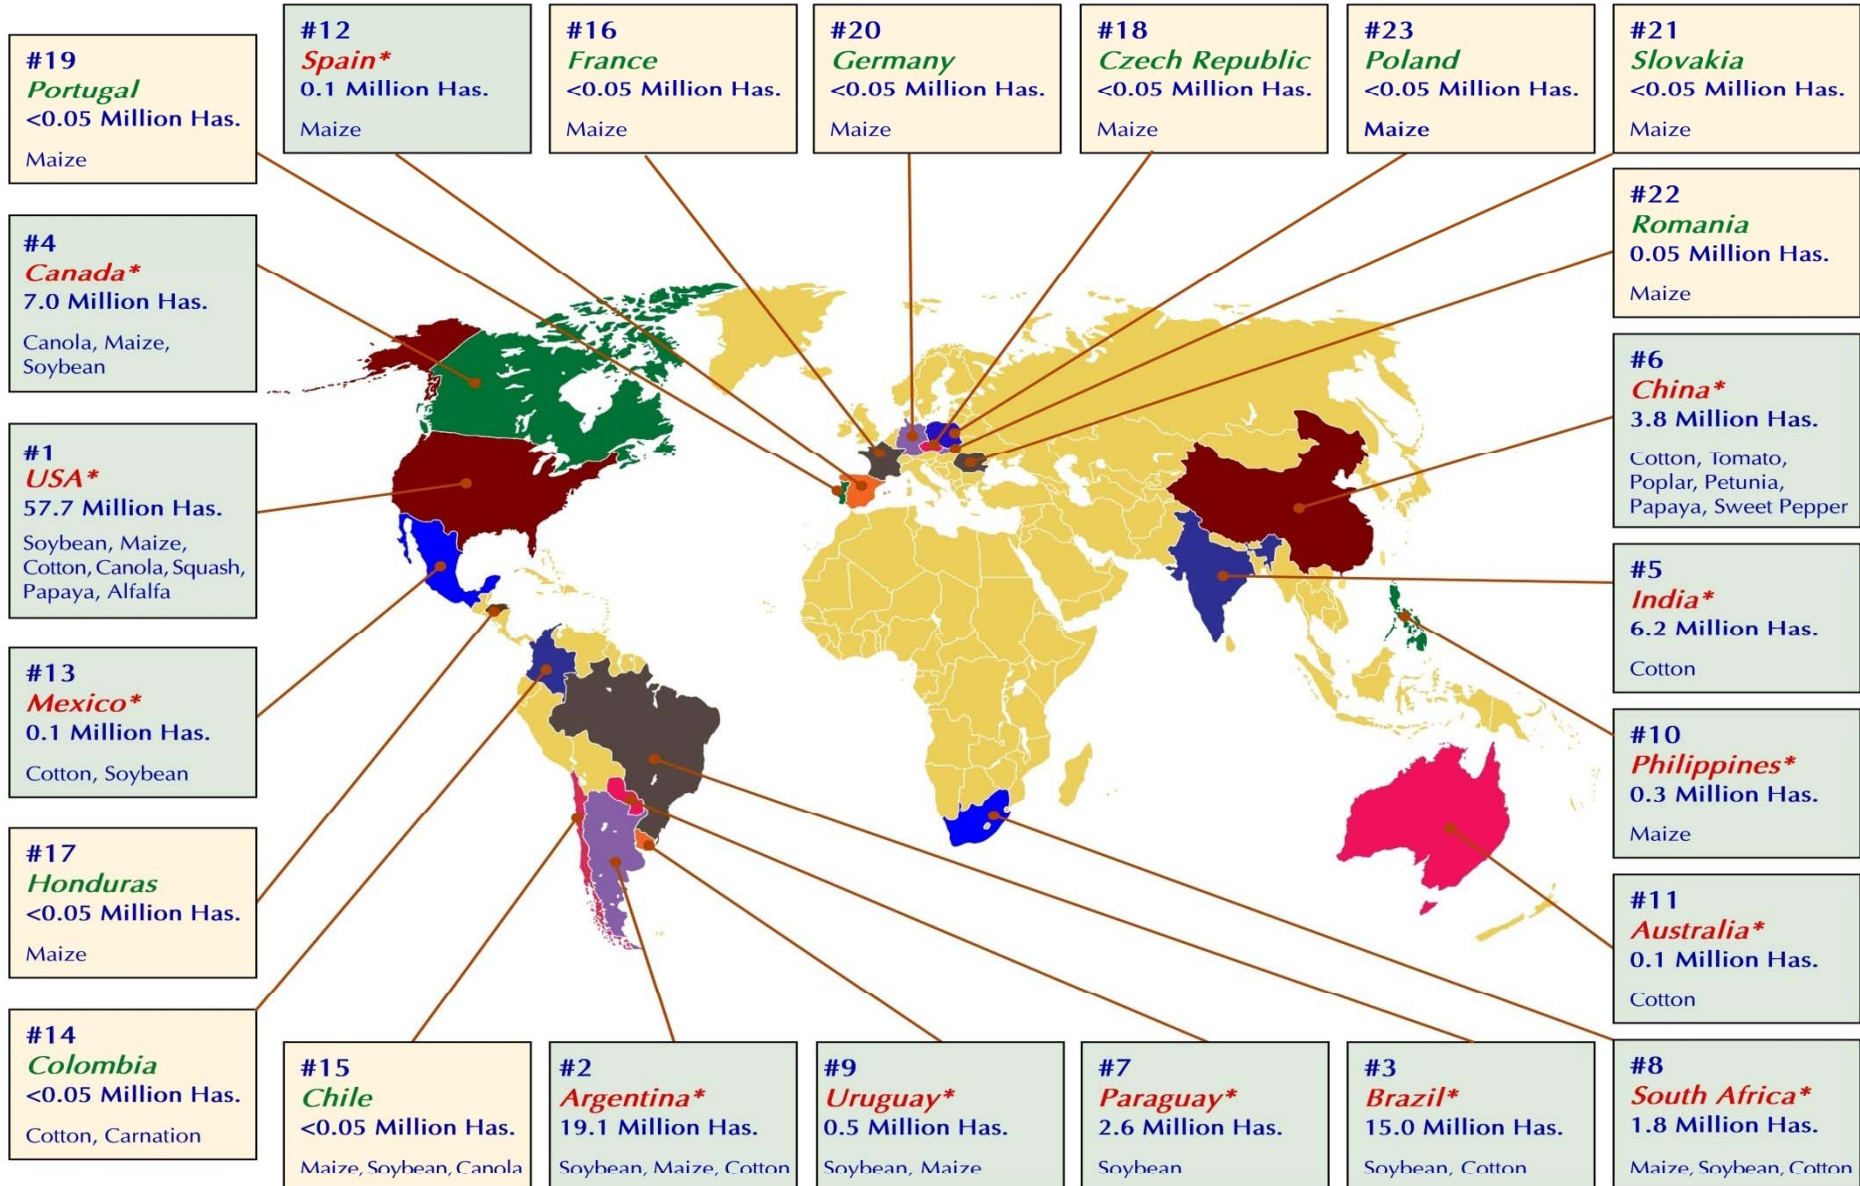 #19
Portugal
<0.05 Million Has.
Maize
#12
Spain*
0.1 Million Has.
Maize
#16
France
<0.05 Million Has.
Maize
#20
Germany
<0.05 Million Has.
Maize
#18
Czech Republic
<0.05 Million Has.
Maize
#23
Poland
<0.05 Million Has.
Maize
#21
Slovakia
<0.05 Million Has.
Maize
#22
Romania
0.05 Million Has.
Maize
#4
Canada*
7.0 Million Has.
Canola, Maize,
Soybean
#6
China*
3.8 Million Has.
Cotton, Tomato,
Poplar, Petunia,
Papaya, Sweet Pepper
#1
USA*
57.7 Million Has.
Soybean, Maize,
Cotton, Canola, Squash,
Papaya, Alfalfa
#5
India*
6.2 Million Has.
Cotton
#13
Mexico*
0.1 Million Has.
Cotton, Soybean
#10
Philippines*
0.3 Million Has.
Maize
#17
Honduras
<0.05 Million Has.
Maize
#11
Australia*
0.1 Million Has.
Cotton
#14
Colombia
<0.05 Million Has.
Cotton, Carnation
#15
Chile
<0.05 Million Has.
Maize, Soybean, Canola
#2
Argentina*
19.1 Million Has.
Soybean, Maize, Cotton
#9
Uruguay*
0.5 Million Has.
Soybean, Maize
#7
Paraguay*
2.6 Million Has.
Soybean
#3
Brazil*
15.0 Million Has.
Soybean, Cotton
#8
South Africa*
1.8 Million Has.
Maize, Soybean, Cotton